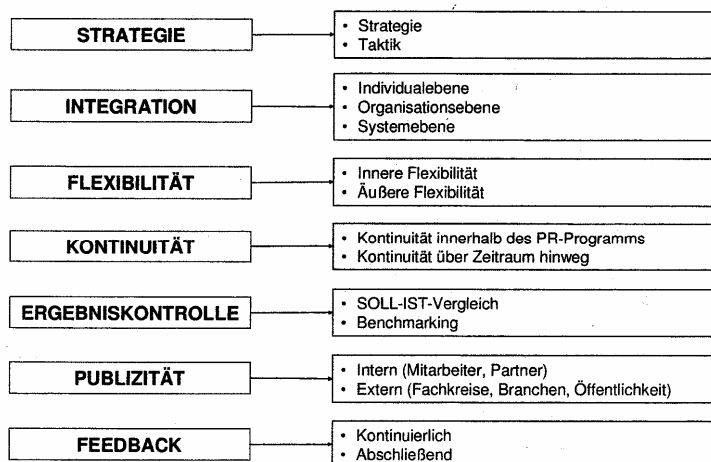 STRATEGIE
• Strategie
• Taktik
INTEGRATION
• Individualebene
• Organisationsebene
• Systemebene
FLEXIBILITÄT
• Innere Flexibilität
• Äußere Flexibilität
KONTINUITÄT
• Kontinuität innerhalb des PR-Programms
• Kontinuität über Zeitraum hinweg
ERGEBNISKONTROLLE
• SOLL-IST-Vergleich
• Benchmarking
PUBLIZITÄT
• Intern (Mitarbeiter, Partner)
• Extern (Fachkreise, Branchen, Öffentlichkeit)
FEEDBACK
• Kontinuierlich
• Abschließend